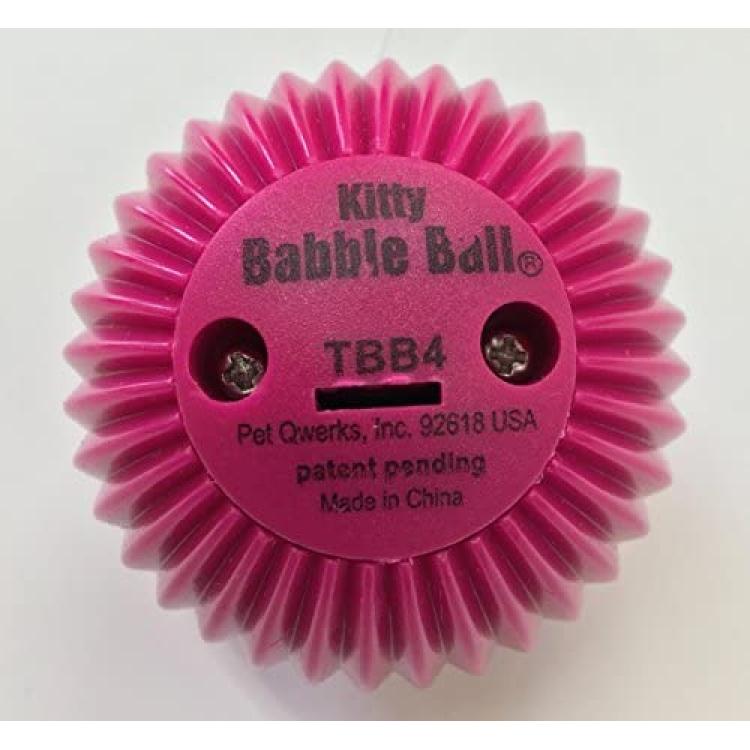 Kitty
Babble Ball®
TBB4
Pet Qwerks, Inc. 92618 USA
patent pending
Made in China